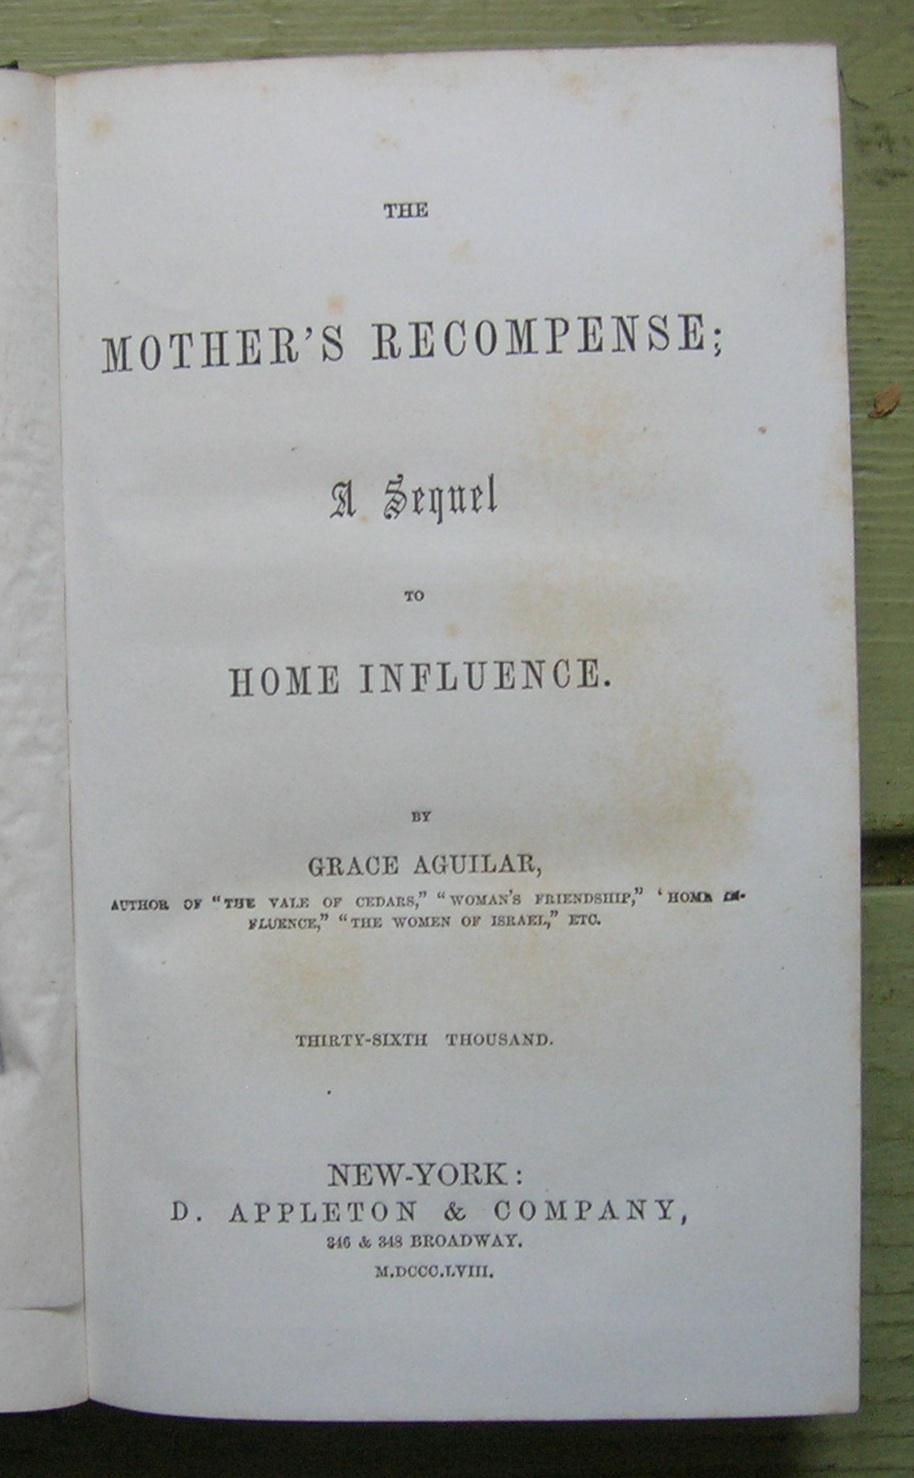 THE
MOTHER'S RECOMPENSE;
A Sequel
TO
HOME INFLUENCE.
BY
GRACE AGUILAR,
AUTHOR OF "THE VALE OF CEDARS," "WOMAN'S FRIENDSHIP," 'HOME IN-
FLUENCE," "THE WOMEN OF ISRAEL," ETC.
THIRTY-SIXTH THOUSAND.
NEW-YORK:
D. APPLETON & COMPANY,
346 & 348 BROADWAY.
M.DCCC.LVIII.